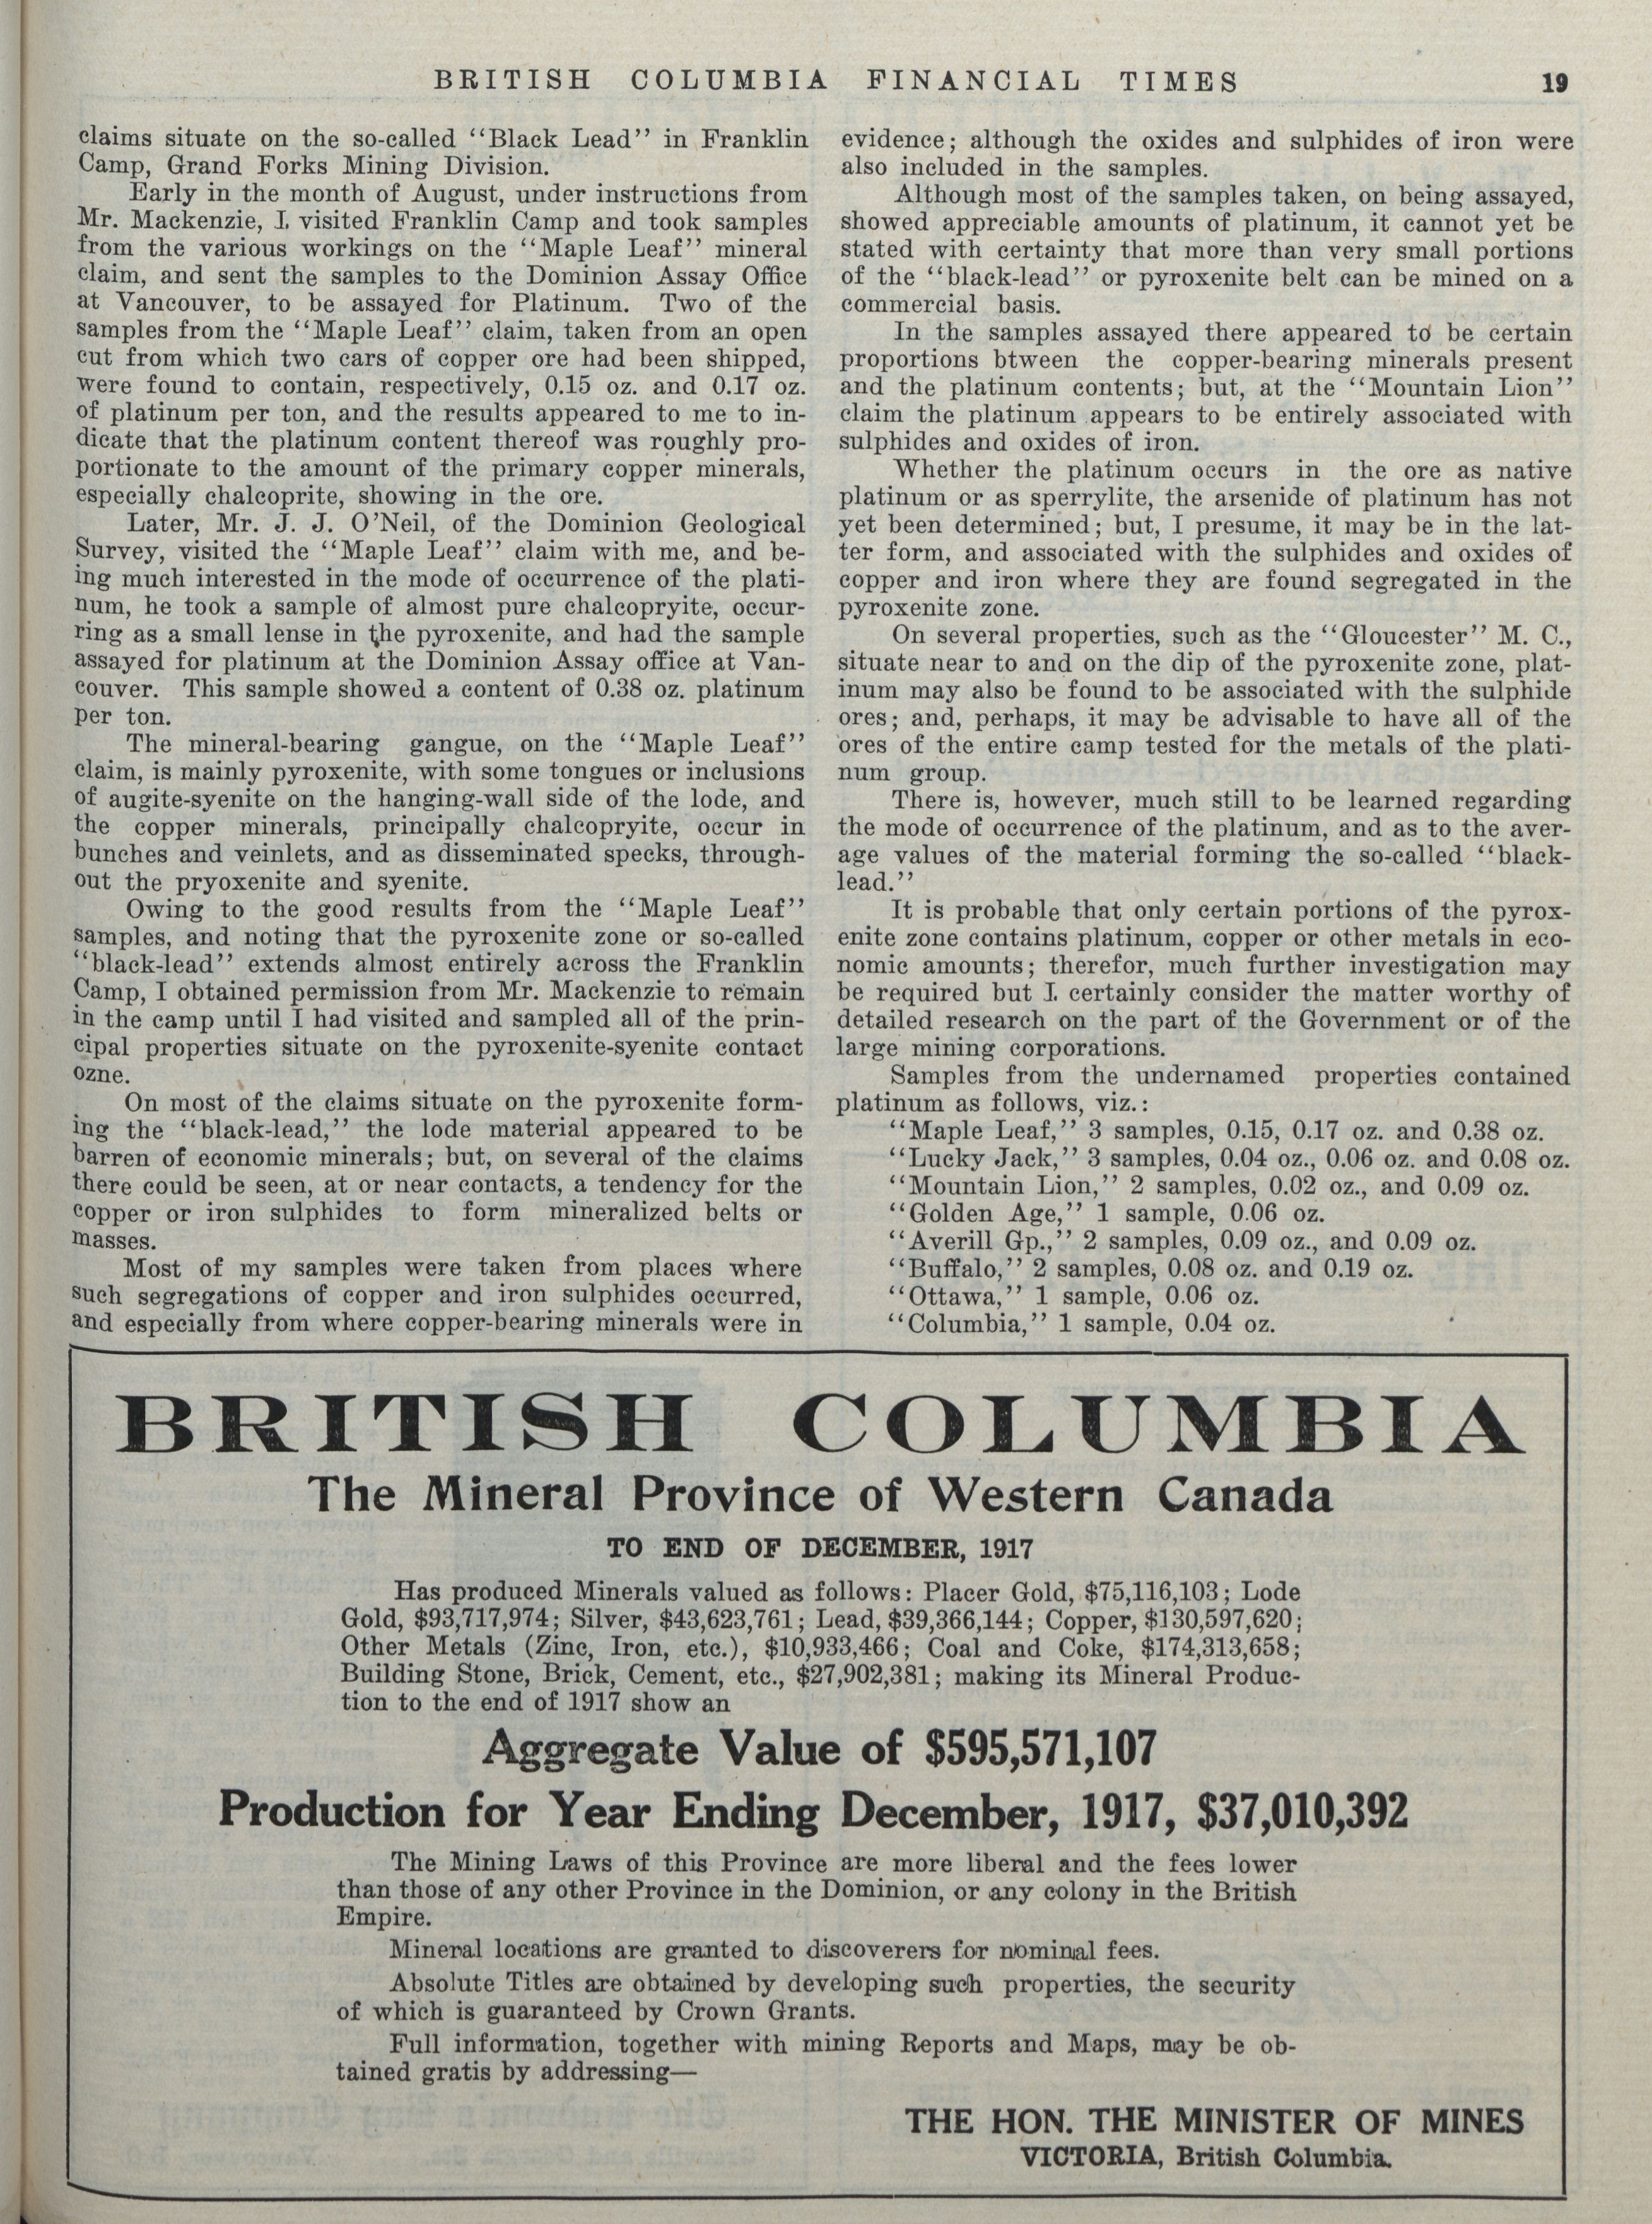 BRITISH COLUMBIA FINANCIAL TIMES 19
claims situate on the so-called ‘‘Black Lead’’ in Franklin
Camp, Grand Forks Mining Division.
Early in the month of August, under instructions from
Mr. Mackenzie, I visited Franklin Camp and took samples
from the various workings on the ‘‘Maple Leaf’’ mineral
claim, and sent the samples to the Dominion Assay Office
at Vancouver, to be assayed for Platinum. Two of the
samples from the ‘‘Maple Leaf’’ claim, taken from an open
cut from which two cars of copper ore had been shipped,
were found to contain, respectively, 0.15 oz. and 0.17 oz.
of platinum per ton, and the results appeared to me to in-
dicate that the platinum content thereof was roughly pro-
portionate to the amount of the primary copper minerals,
especially chalcoprite, showing in the ore.
Later, Mr. J. J. O’Neil, of the Dominion Geological
Survey, visited the ‘‘Maple Leaf’’ claim with me, and be-
ing much interested in the mode of occurrence of the plati-
num, he took a sample of almost pure chalcopryite, occur-
ring as a small lense in the pyroxenite, and had the sample
assayed for platinum at the Dominion Assay office at Van-
couver. This sample showed a content of 0.38 oz. platinum
per ton.
The mineral-bearing gangue, on the ‘‘Maple Leaf’’
claim, is mainly pyroxenite, with some tongues or inclusions
of augite-syenite on the hanging-wall side of the lode, and
the copper minerals, principally chalcopryite, occur in
bunches and veinlets, and as disseminated specks, through-
out the pryoxenite and syenite.
Owing to the good results from the ‘‘Maple Leaf’’
samples, and noting that the pyroxenite zone or so-called
‘‘black-lead’’ extends almost entirely across the Franklin
Camp, I obtained permission from Mr. Mackenzie to remain
in the camp until I had visited and sampled all of the prin-
cipal properties situate on the pyroxenite-syenite contact
ozne.
On most of the claims situate on the pyroxenite form-
ing the ‘‘black-lead,’’ the lode material appeared to be
barren of economic minerals; but, on several of the claims
there could be seen, at or near contacts, a tendency for the
copper or iron sulphides to form mineralized belts or
masses.
Most of my samples were taken from places where
such segregations of copper and iron sulphides occurred,
and especially from where copper-bearing minerals were in
evidence; although the oxides and sulphides of iron were
also included in the samples.
Although most of the samples taken, on being assayed,
showed appreciable amounts of platinum, it cannot yet be
stated with certainty that more than very small portions
of the ‘‘black-lead’’ or pyroxenite belt can be mined on a
commercial basis.
In the samples assayed there appeared to be certain
proportions btween the copper-bearing minerals present
and the platinum contents; but, at the ‘‘Mountain Lion’’
claim the platinum appears to be entirely associated with
sulphides and oxides of iron.
Whether the platinum occurs in the ore as native
platinum or as sperrylite, the arsenide of platinum has not
yet been determined; but, I presume, it may be in the lat-
ter form, and associated with the sulphides and oxides of
copper and iron where they are found segregated in the
pyroxenite zone.
On several properties, such as the ‘‘Gloucester’’ M. C.,
situate near to and on the dip of the pyroxenite zone, plat-
inum may also be found to be associated with the sulphide
ores; and, perhaps, it may be advisable to have all of the
ores of the entire camp tested for the metals of the plati-
num group.
There is, however, much still to be learned regarding
the mode of occurrence of the platinum, and as to the aver-
age values of the material forming the so-called ‘‘black-
lead.’’
It is probable that only certain portions of the pyrox-
enite zone contains platinum, copper or other metals in eco-
nomic amounts; therefor, much further investigation may
be required but I certainly consider the matter worthy of
detailed research on the part of the Government or of the
large mining corporations.
Samples from the undernamed properties contained
platinum as follows, viz.:
‘‘Maple Leaf,’’ 3 samples, 0.15, 0.17 oz. and 0.38 oz.
‘‘Lucky Jack,’’ 3 samples, 0.04 oz., 0.06 oz. and 0.08 oz.
‘‘Mountain Lion,’’ 2 samples, 0.02 oz., and 0.09 oz.
‘‘Golden Age,’’ 1 sample, 0.06 oz.
‘‘Averill Gp.,’’ 2 samples, 0.09 oz., and 0.09 oz.
‘‘Buffalo,’’ 2 samples, 0.08 oz. and 0.19 oz.
‘‘Ottawa,’’ 1 sample, 0.06 oz.
‘‘Columbia,’’ 1 sample, 0.04 oz.
BRITISH COLUMBIA
The Mineral Province of Western Canada
TO END OF DECEMBER, 1917
Has produced Minerals valued as follows: Placer Gold, $75,116,103; Lode
Gold, $93,717,974; Silver, $43,623,761; Lead, $39,366,144; Copper, $130,597,620;
Other Metals (Zinc, Iron, etc.), $10,933,466; Coal and Coke, $174,313,658;
Building Stone, Brick, Cement, etc., $27,902,381; making its Mineral Produc-
tion to the end of 1917 show an
Aggregate Value of $595,571,107
Production for Year Ending December, 1917, $37,010,392
The Mining Laws of this Province are more liberal and the fees lower
than those of any other Province in the Dominion, or any colony in the British
Empire.
Mineral locations are granted to discoverers for nominal fees.
Absolute Titles are obtained by developing such properties, the security
of which is guaranteed by Crown Grants.
Full information, together with mining Reports and Maps, may be ob-
tained gratis by addressing—
THE HON. THE MINISTER OF MINES
VICTORIA, British Columbia.